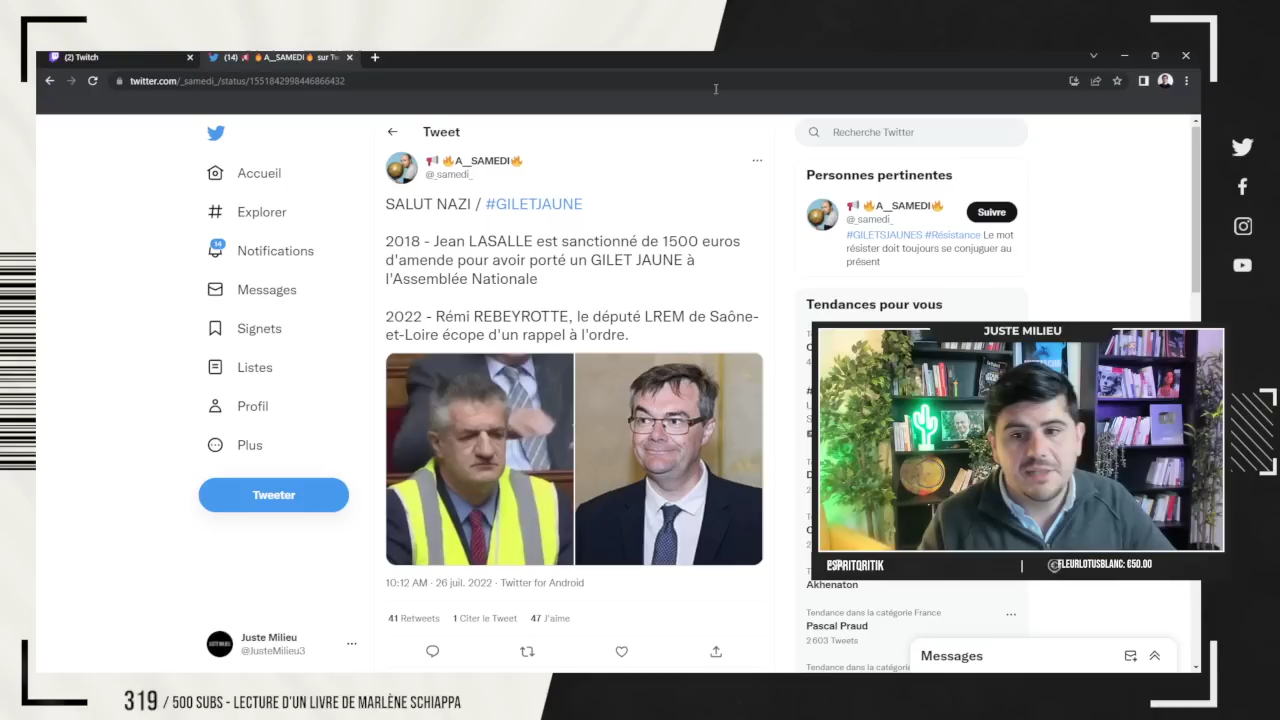 (2) Twitch
(14) 📢 🔥A__SAMEDI🔥 sur Tw
twitter.com/_samedi_/status/1551842998446866432
Tweet
Recherche Twitter
📢 🔥A__SAMEDI🔥
@_samedi_
Accueil
Explorer
14
Notifications
Messages
Signets
Listes
Profil
Plus
Tweeter
SALUT NAZI / #GILETJAUNE
2018 - Jean LASALLE est sanctionné de 1500 euros
d'amende pour avoir porté un GILET JAUNE à
l'Assemblée Nationale
2022 - Rémi REBEYROTTE, le député LREM de Saône-
et-Loire écope d'un rappel à l'ordre.
10:12 AM · 26 juil. 2022 · Twitter for Android
41 Retweets 1 Citer le Tweet 47 J'aime
Personnes pertinentes
📢 🔥A__SAMEDI🔥
@_samedi_
Suivre
#GILETSJAUNES #Résistance Le mot
résister doit toujours se conjuguer au
présent
Tendances pour vous
JUSTE MILIEU
FLEURLOTUSBLANC: €50.00
Akhenaton
Tendance dans la catégorie France
Pascal Praud
2 603 Tweets
Tendance dans la catégorie
Messages
Juste Milieu
@JusteMilieu3
319 / 500 SUBS - LECTURE D'UN LIVRE DE MARLÈNE SCHIAPPA